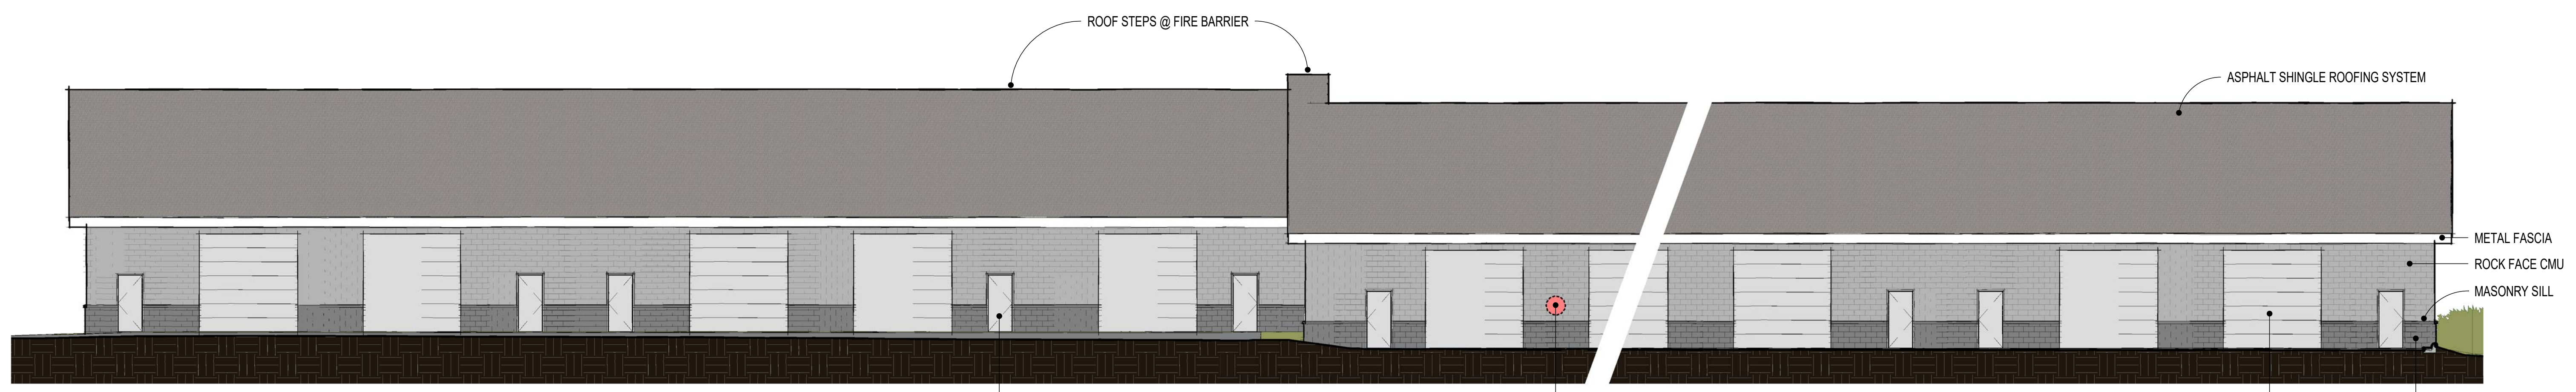 ROOF STEPS @ FIRE BARRIER
ASPHALT SHINGLE ROOFING SYSTEM
METAL FASCIA
ROCK FACE CMU
MASONRY SILL